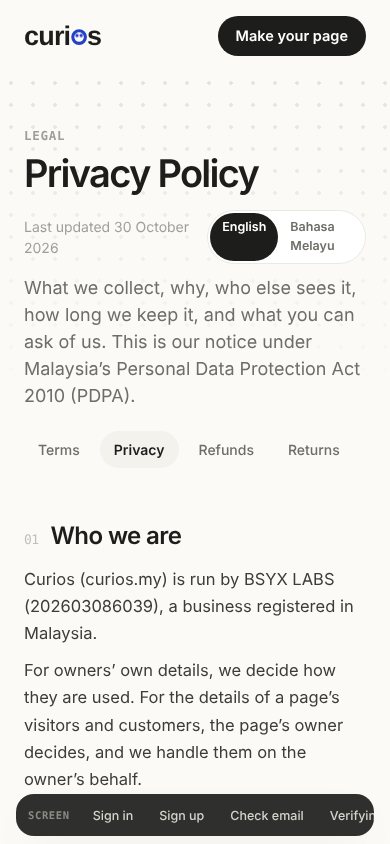 curios
Make your page
LEGAL
Privacy Policy
Last updated 30 October
2026
English
Bahasa
Melayu
What we collect, why, who else sees it,
how long we keep it, and what you can
ask of us. This is our notice under
Malaysia’s Personal Data Protection Act
2010 (PDPA).
Terms
Privacy
Refunds
Returns
01 Who we are
Curios (curios.my) is run by BSYX LABS
(202603086039), a business registered in
Malaysia.
For owners’ own details, we decide how
they are used. For the details of a page’s
visitors and customers, the page’s owner
decides, and we handle them on the
owner’s behalf.
SCREEN
Sign in
Sign up
Check email